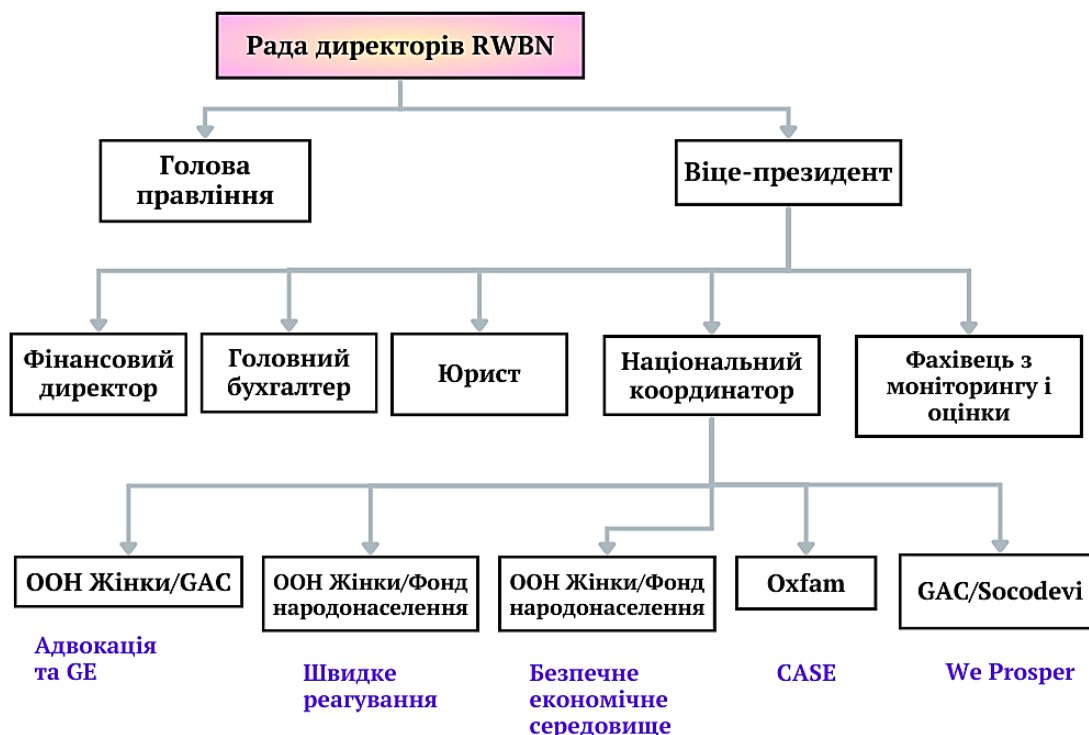 Рада директорів RWBN
Голова
правління
Віце-президент
Фінансовий
директор
Головний
бухгалтер
Юрист
Національний
координатор
Фахівець з
моніторингу і
оцінки
ООН Жінки/GAC
ООН Жінки/Фонд
народонаселення
ООН Жінки/Фонд
народонаселення
Oxfam
GAC/Socodevi
Адвокація
та GE
Швидке
реагування
Безпечне
економічне
середовище
CASE
We Prosper